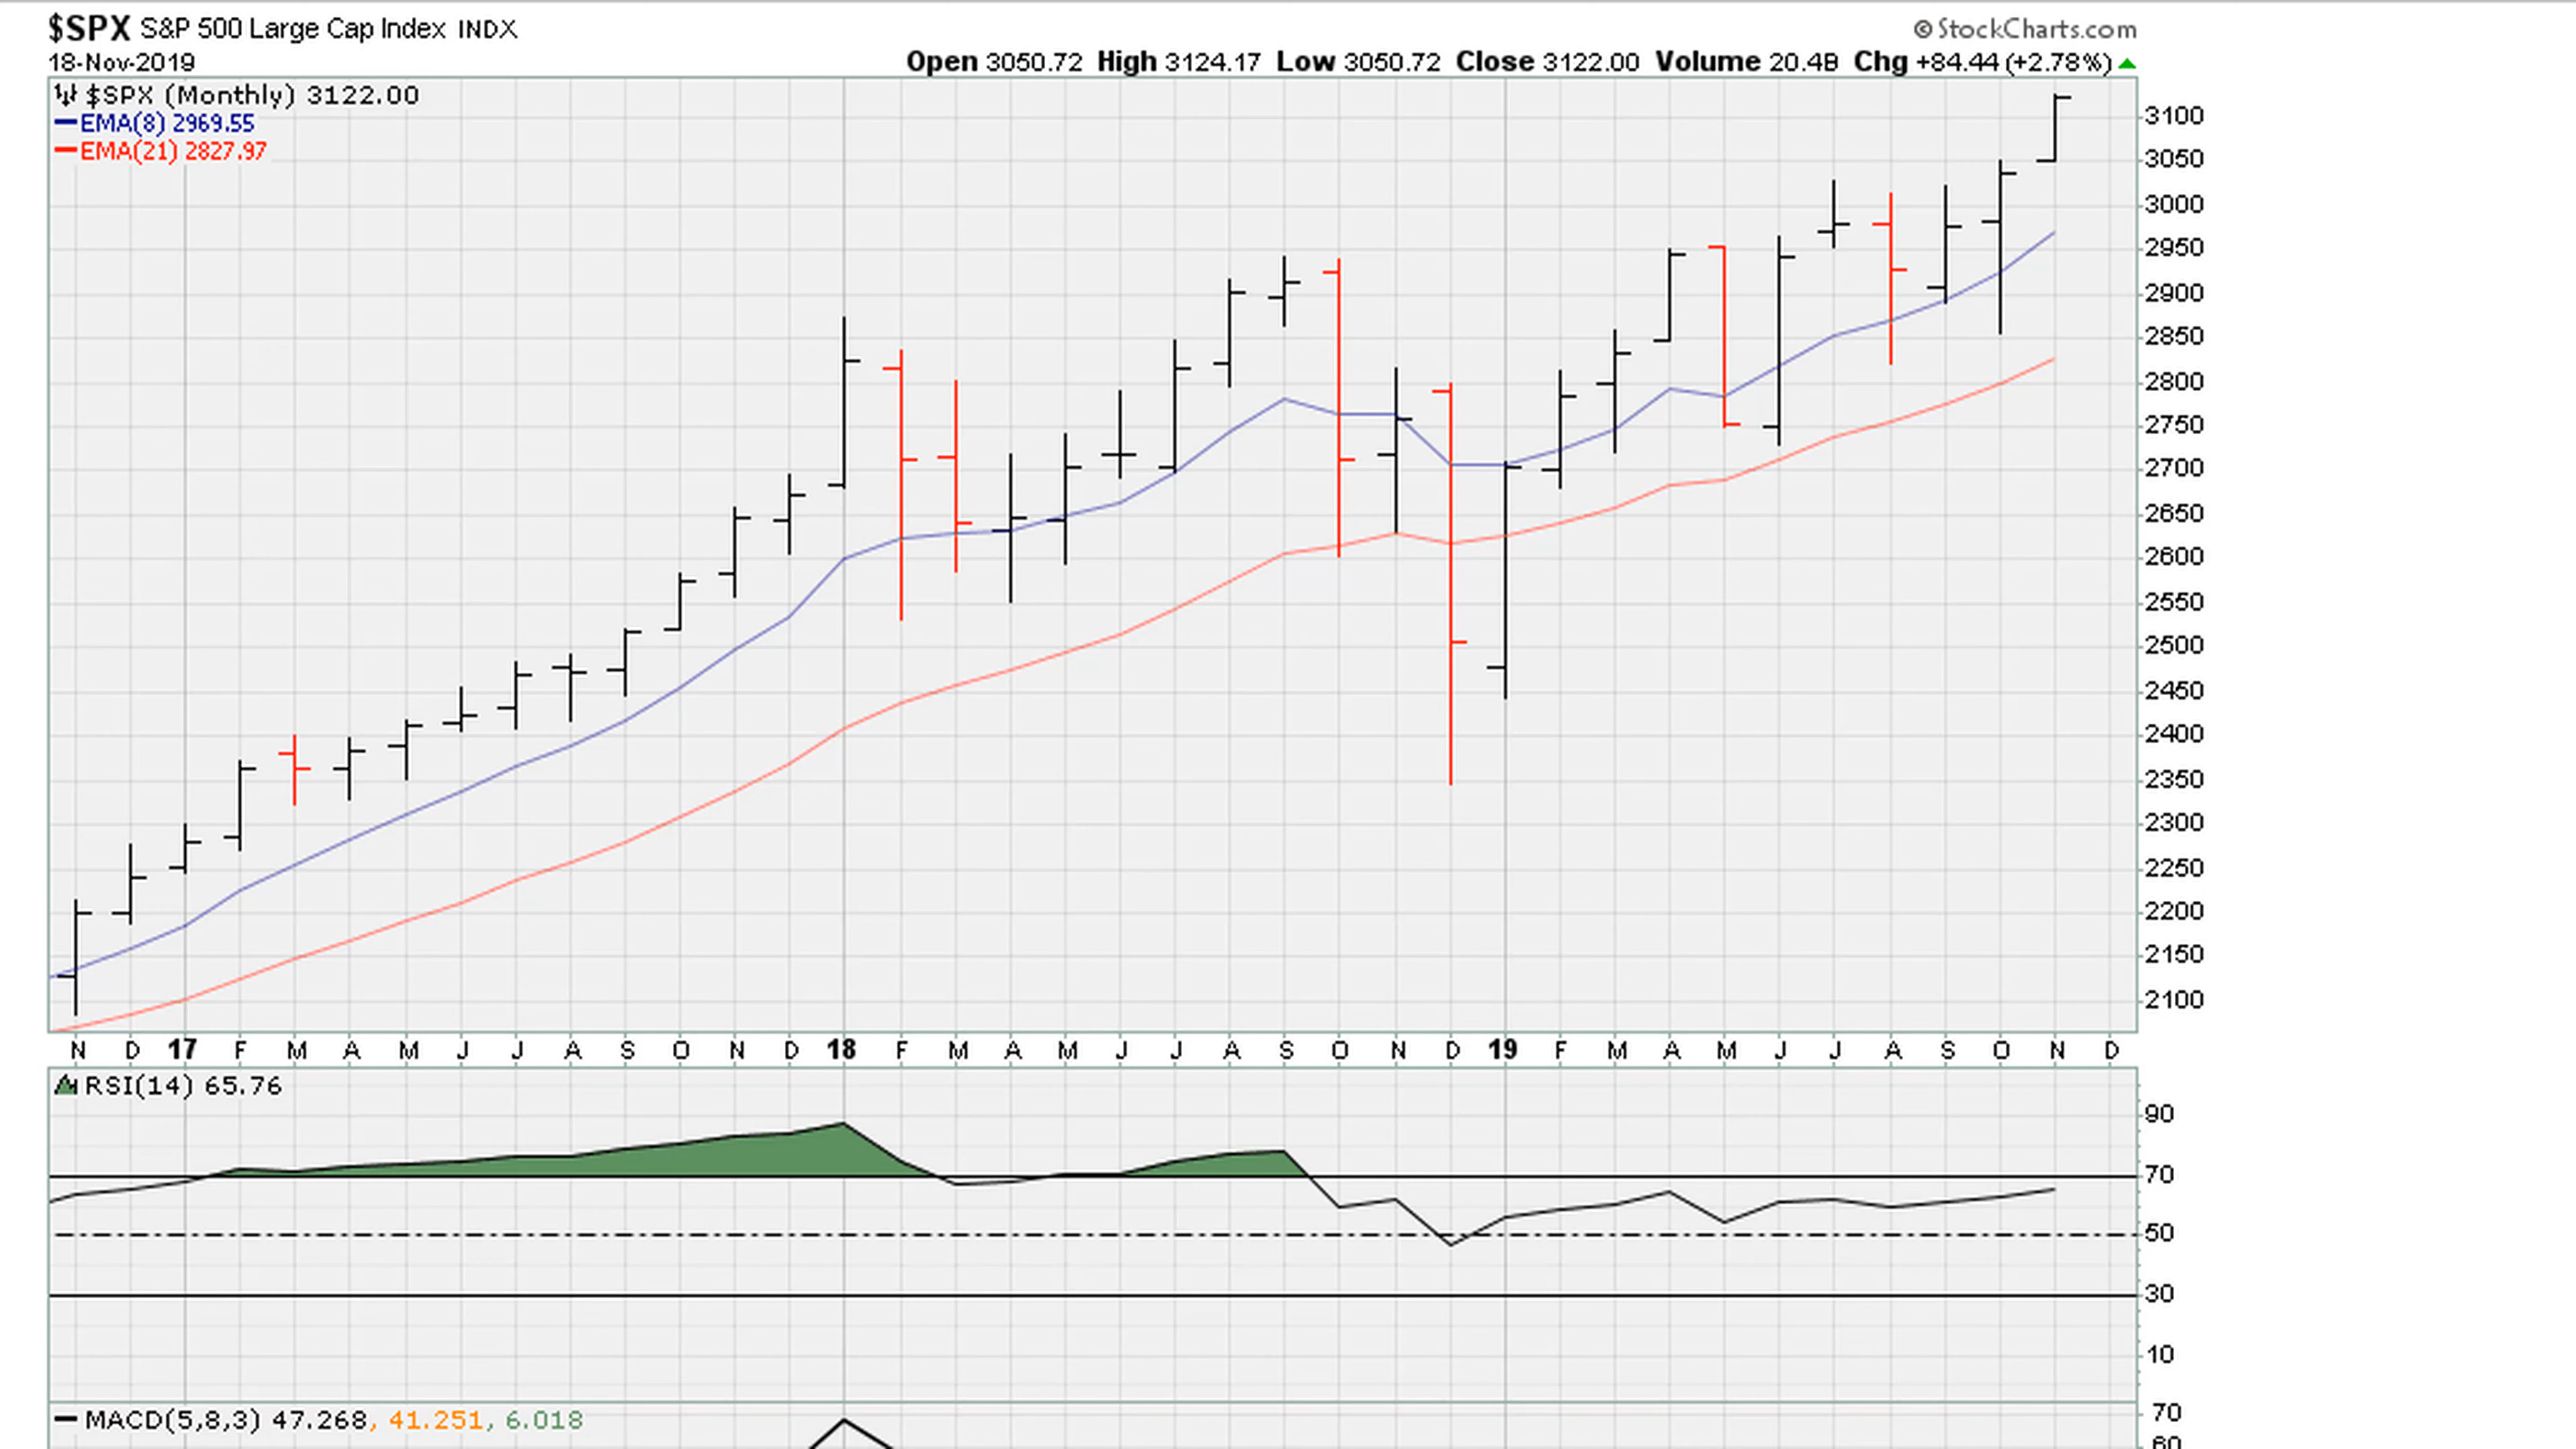 $SPX S&P 500 Large Cap Index INDX
© StockCharts.com
18-Nov-2019
Open 3050.72 High 3124.17 Low 3050.72 Close 3122.00 Volume 20.4B Chg +84.44 (+2.78%)
$SPX (Monthly) 3122.00
EMA(8) 2969.55
EMA(21) 2827.97
3100
3050
3000
2950
2900
2850
2800
2750
2700
2650
2600
2550
2500
2450
2400
2350
2300
2250
2200
2150
2100
N D 17 F M A M J J A S O N D 18 F M A M J J A S O N D 19 F M A M J J A S O N D
RSI(14) 65.76
90
70
50
30
10
MACD(5,8,3) 47.268, 41.251, 6.018
70
60